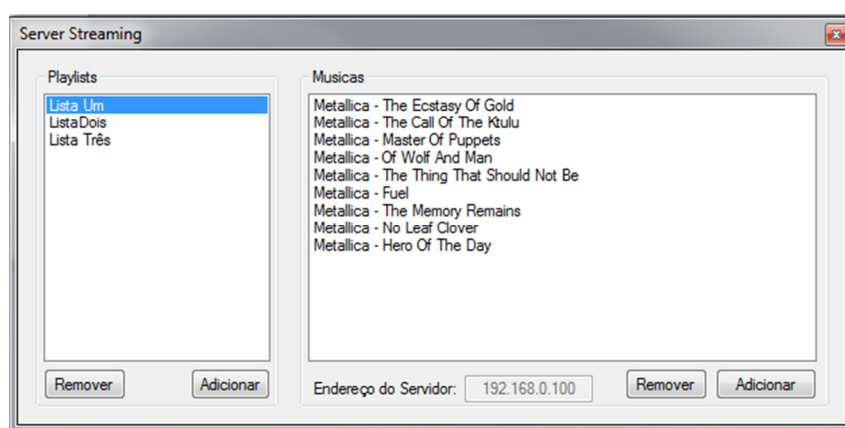 Server Streaming
Playlists
Lista Um
ListaDois
Lista Três
Remover
Adicionar
Musicas
Metallica - The Ecstasy Of Gold
Metallica - The Call Of The Ktulu
Metallica - Master Of Puppets
Metallica - Of Wolf And Man
Metallica - The Thing That Should Not Be
Metallica - Fuel
Metallica - The Memory Remains
Metallica - No Leaf Clover
Metallica - Hero Of The Day
Endereço do Servidor: 192.168.0.100
Remover
Adicionar